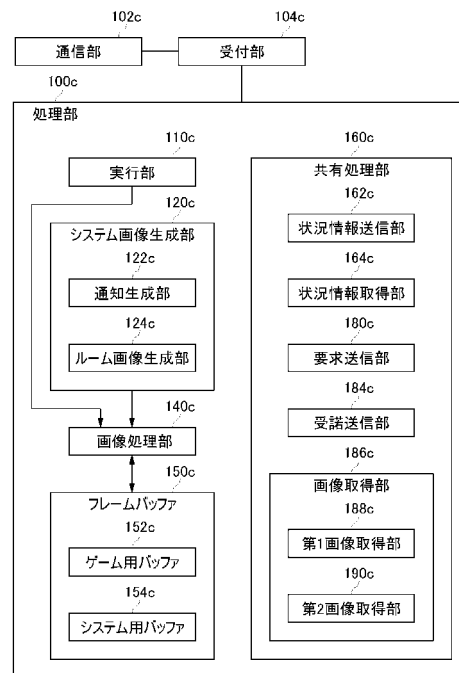 102c
104c
通信部
受付部
100c
処理部
110c
実行部
120c
システム画像生成部
122c
通知生成部
124c
ルーム画像生成部
140c
画像処理部
150c
フレームバッファ
152c
ゲーム用バッファ
154c
システム用バッファ
160c
共有処理部
162c
状況情報送信部
164c
状況情報取得部
180c
要求送信部
184c
受諾送信部
186c
画像取得部
188c
第1画像取得部
190c
第2画像取得部